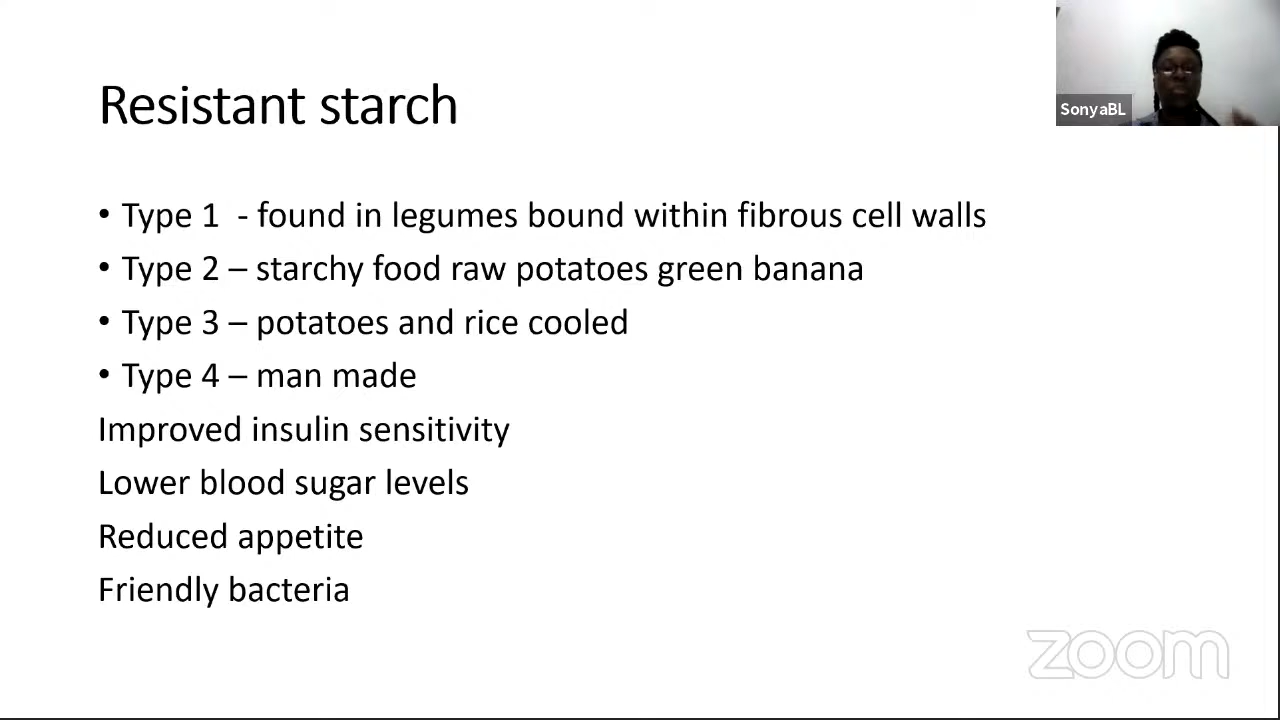 Resistant starch
SonyaBL
• Type 1  - found in legumes bound within fibrous cell walls
• Type 2 – starchy food raw potatoes green banana
• Type 3 – potatoes and rice cooled
• Type 4 – man made
Improved insulin sensitivity
Lower blood sugar levels
Reduced appetite
Friendly bacteria
zoom